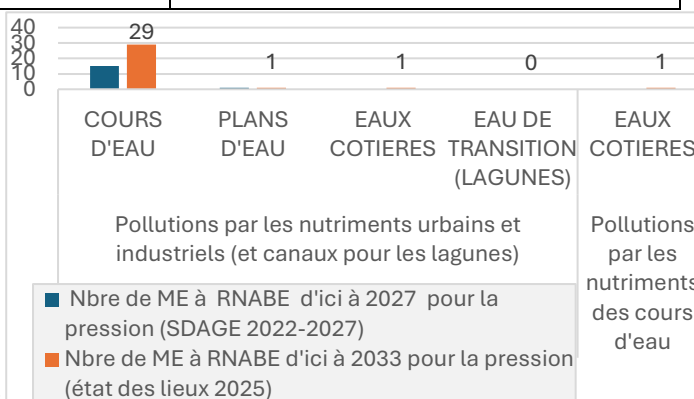 40
30
20
10
0
29
1
1
0
1
COURS
D'EAU
PLANS
D'EAU
EAUX
COTIERES
EAU DE
TRANSITION
(LAGUNES)
EAUX
COTIERES
Pollutions par les nutriments urbains et
industriels (et canaux pour les lagunes)
Pollutions
par les
nutriments
des cours
d'eau
Nbre de ME à RNABE d'ici à 2027 pour la
pression (SDAGE 2022-2027)
Nbre de ME à RNABE d'ici à 2033 pour la pression
(état des lieux 2025)